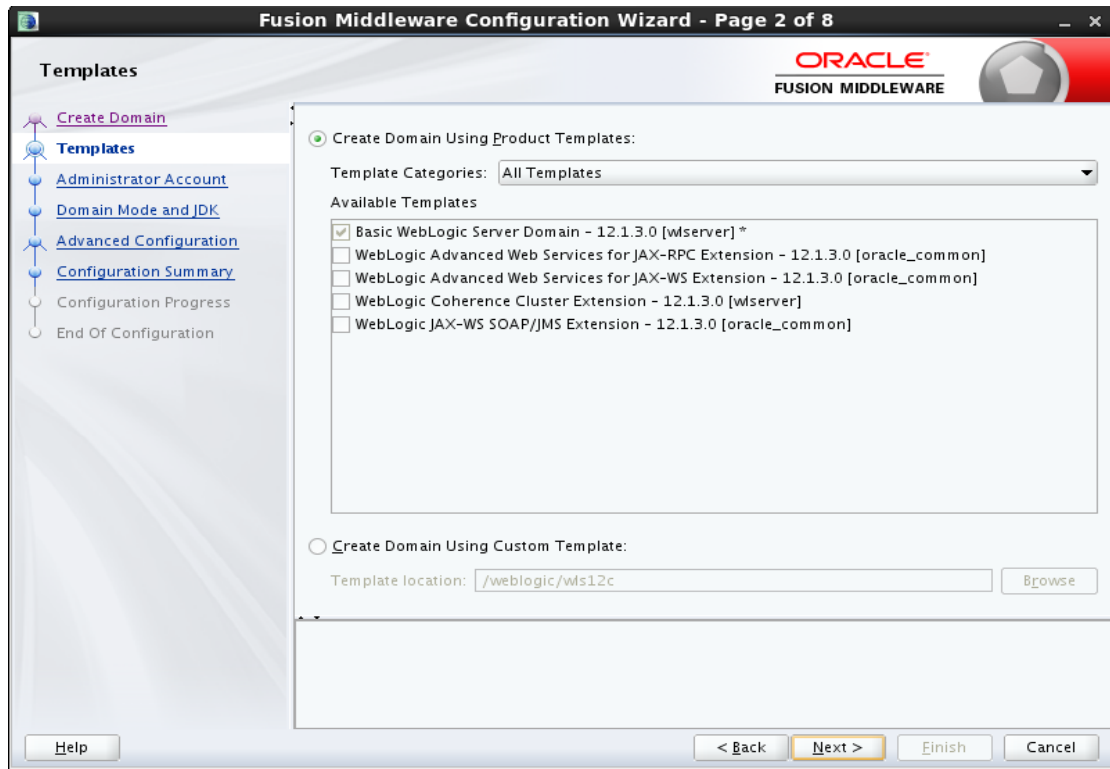 Fusion Middleware Configuration Wizard - Page 2 of 8
Templates
ORACLE
FUSION MIDDLEWARE
Create Domain
Templates
Administrator Account
Domain Mode and JDK
Advanced Configuration
Configuration Summary
Configuration Progress
End Of Configuration
Create Domain Using Product Templates:
Template Categories: All Templates
Available Templates
Basic WebLogic Server Domain - 12.1.3.0 [wlserver] *
WebLogic Advanced Web Services for JAX-RPC Extension - 12.1.3.0 [oracle_common]
WebLogic Advanced Web Services for JAX-WS Extension - 12.1.3.0 [oracle_common]
WebLogic Coherence Cluster Extension - 12.1.3.0 [wlserver]
WebLogic JAX-WS SOAP/JMS Extension - 12.1.3.0 [oracle_common]
Create Domain Using Custom Template:
Template location: /weblogic/wls12c Browse
Help < Back Next > Finish Cancel